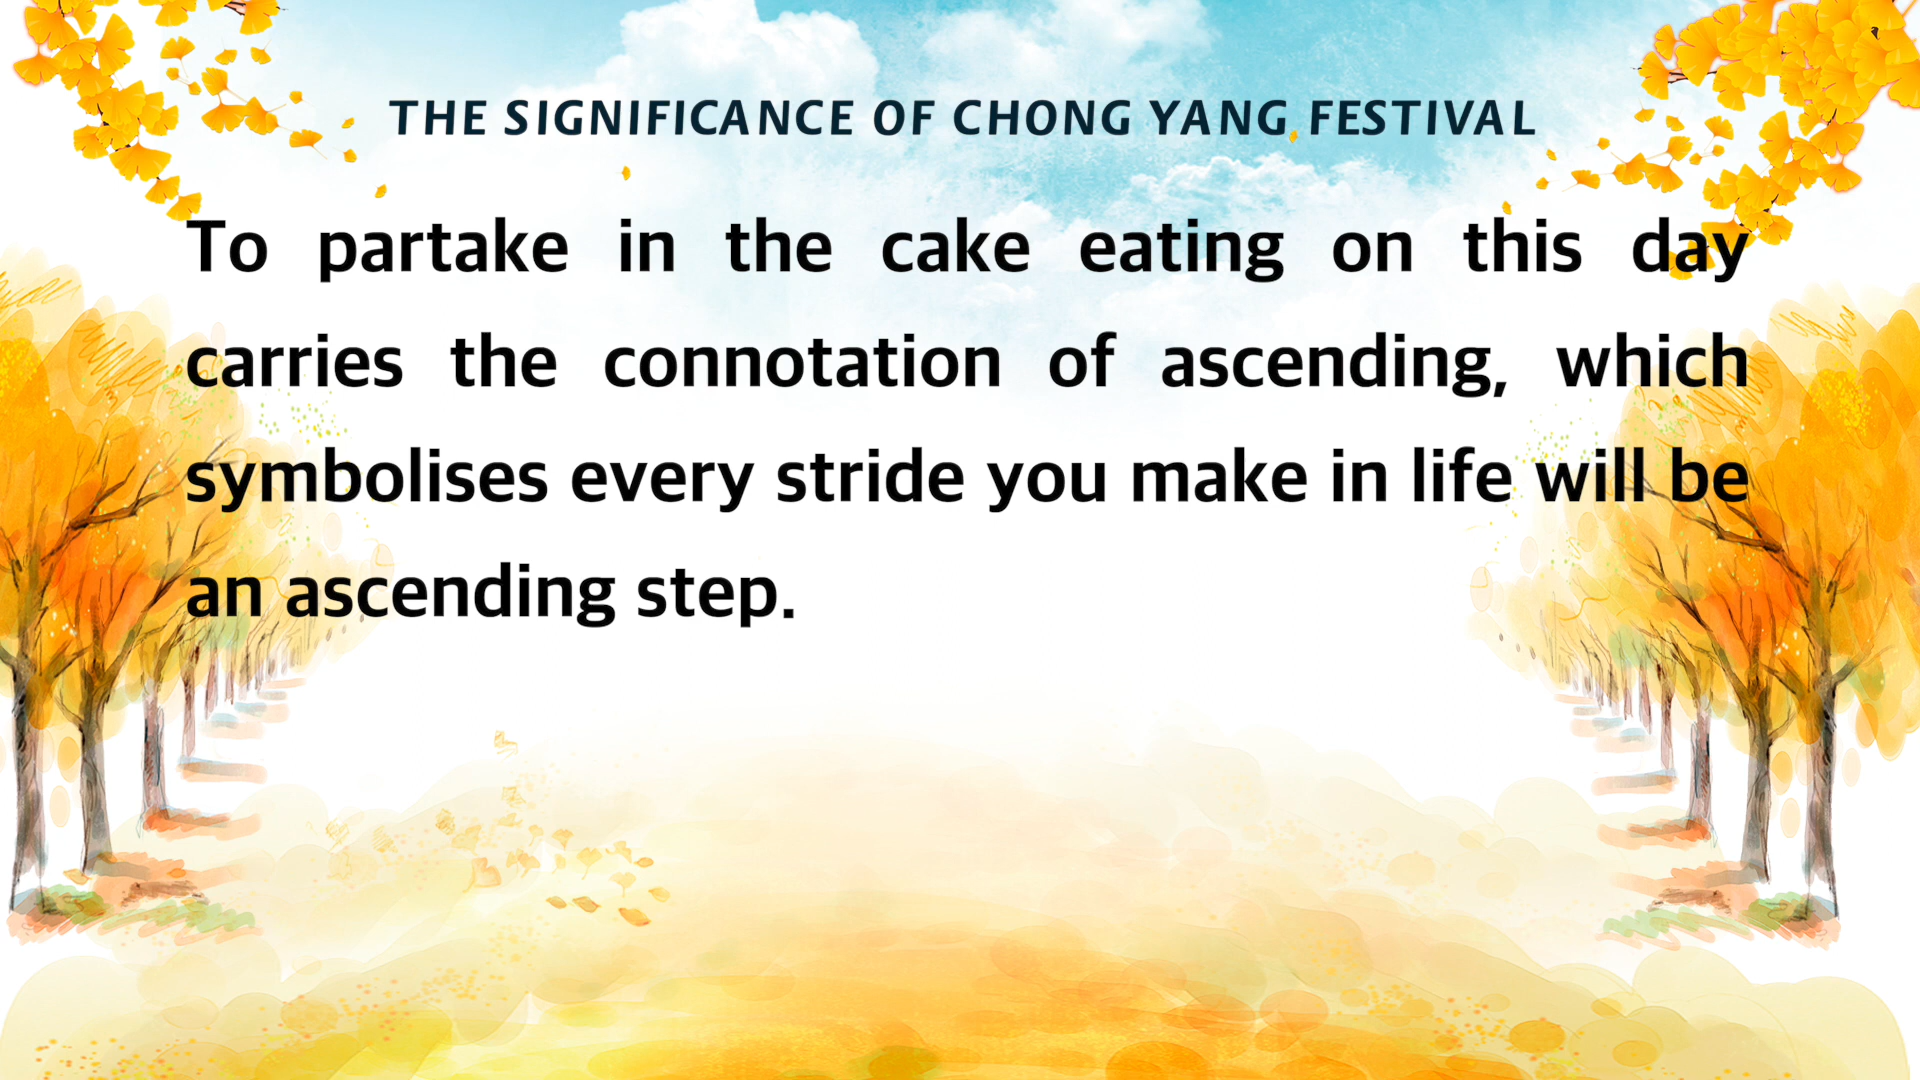 THE SIGNIFICANCE OF CHONG YANG FESTIVAL
To partake in the cake eating on this day
carries the connotation of ascending, which
symbolises every stride you make in life will be
an ascending step.